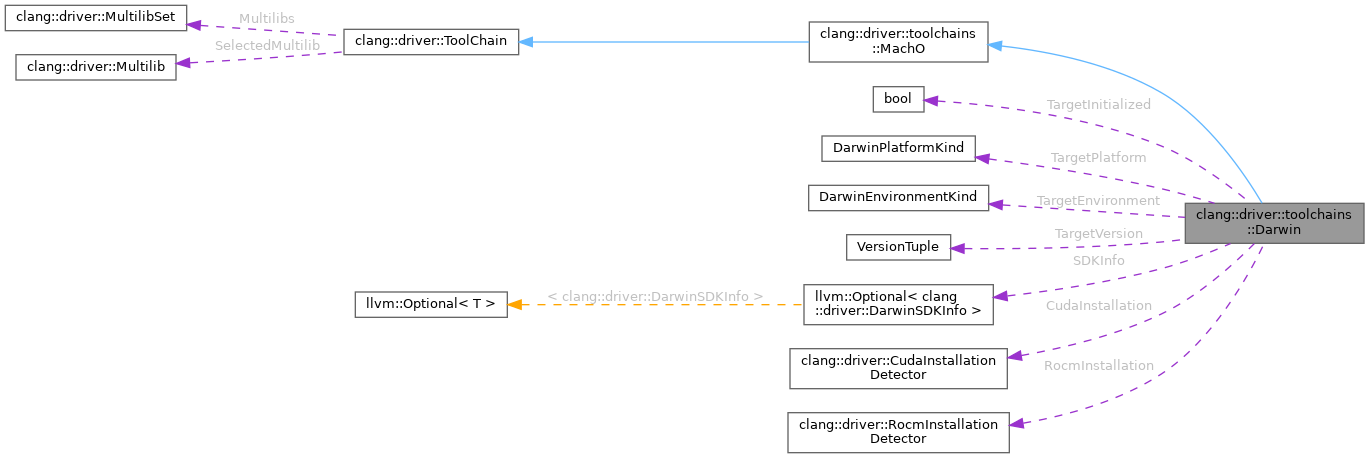 clang::driver::MultilibSet
Multilibs
clang::driver::ToolChain
SelectedMultilib
clang::driver::Multilib
clang::driver::toolchains
::MachO
bool
TargetInitialized
DarwinPlatformKind
TargetPlatform
DarwinEnvironmentKind
TargetEnvironment
clang::driver::toolchains
::Darwin
VersionTuple
TargetVersion
SDKInfo
llvm::Optional< T >
< clang::driver::DarwinSDKInfo >
llvm::Optional< clang
::driver::DarwinSDKInfo >
CudaInstallation
clang::driver::CudaInstallation
Detector
RocmInstallation
clang::driver::RocmInstallation
Detector